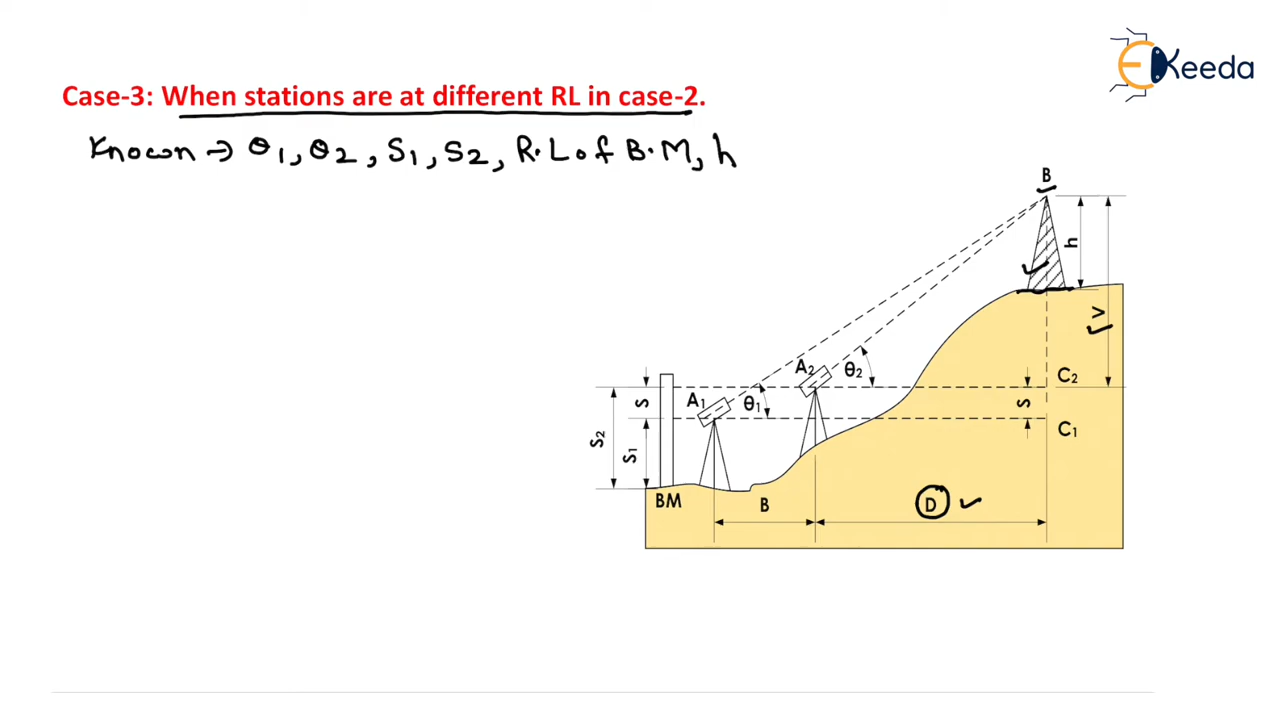 Keeda
Case-3: When stations are at different RL in case-2.
Known → θ1, θ2, S1, S2, R.L of B.M, h
B
h
V
A2
θ2
C2
A1
θ1
S
S
C1
S2
S1
BM
B
D